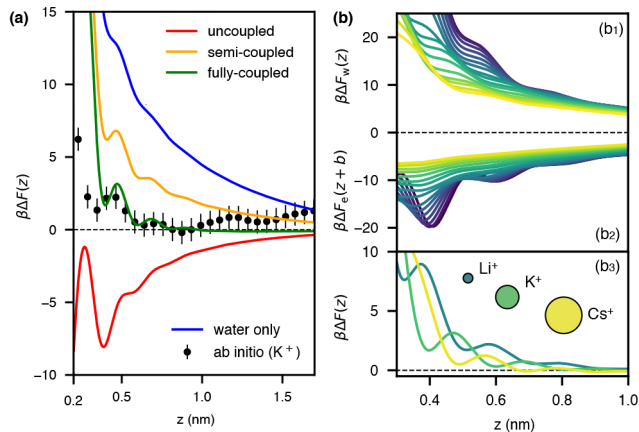 (a)
uncoupled
semi-coupled
fully-coupled
water only
ab initio (K⁺)
βΔF(z)
15
10
5
0
−5
−10
0.2
0.5
1.0
1.5
z (nm)
(b)
(b1)
βΔF_w(z)
20
10
0
βΔF_e(z + b)
−10
−20
(b2)
(b3)
βΔF(z)
10
5
0
Li⁺
K⁺
Cs⁺
0.4
0.6
0.8
1.0
z (nm)